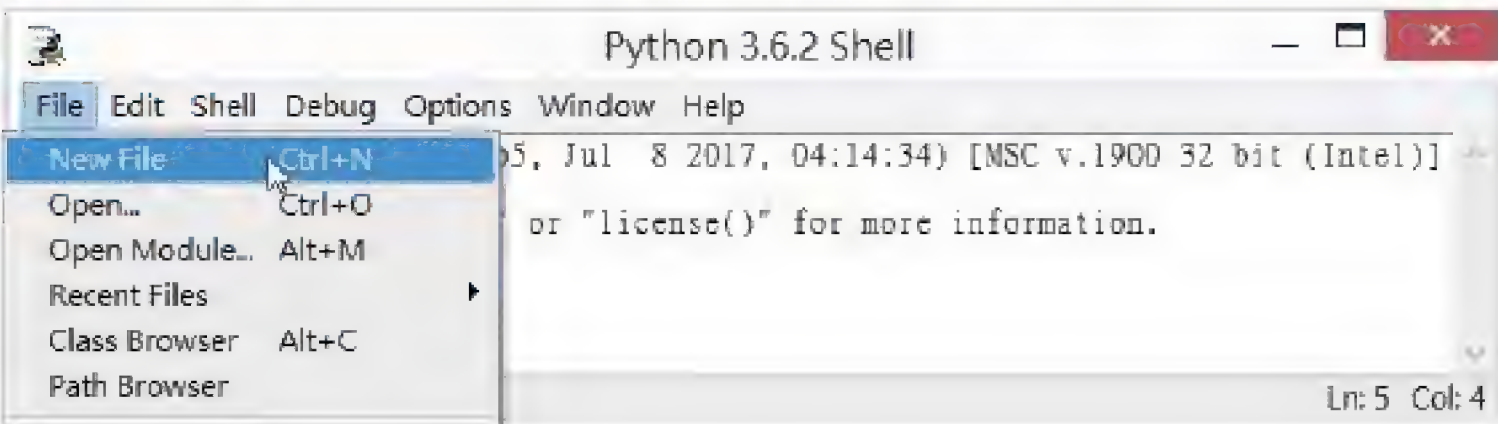 Python 3.6.2 Shell
File Edit Shell Debug Options Window Help
New File Ctrl+N
Open... Ctrl+O
Open Module... Alt+M
Recent Files
Class Browser Alt+C
Path Browser
5, Jul 8 2017, 04:14:34) [MSC v.1900 32 bit (Intel)]
or "license()" for more information.
Ln: 5 Col: 4